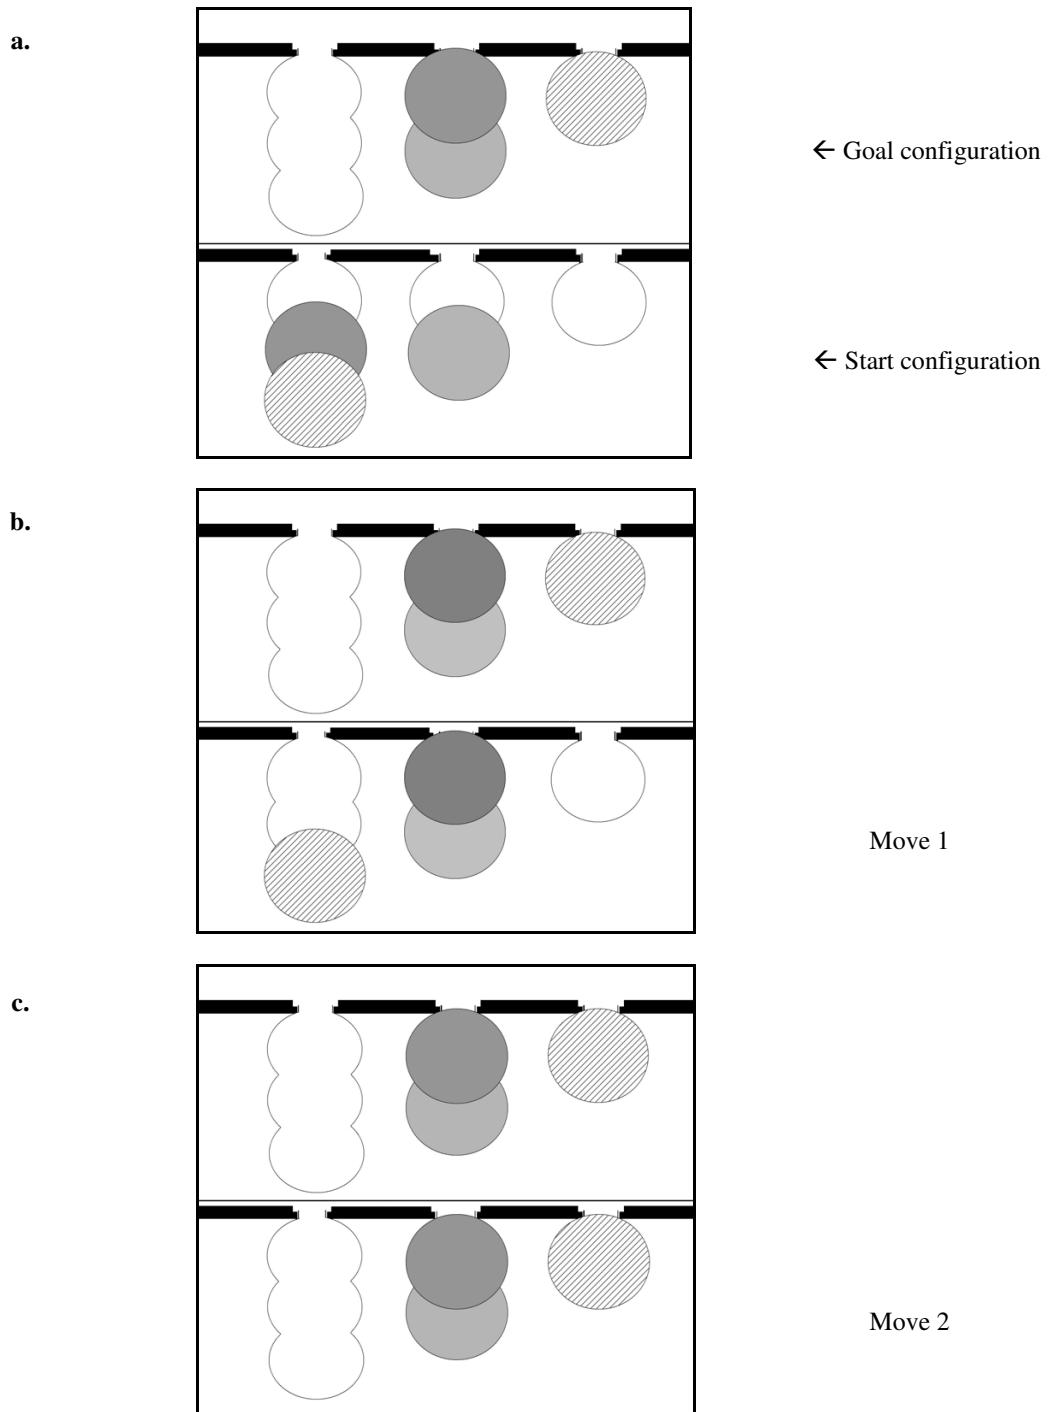 a.
← Goal configuration
← Start configuration
b.
Move 1
c.
Move 2